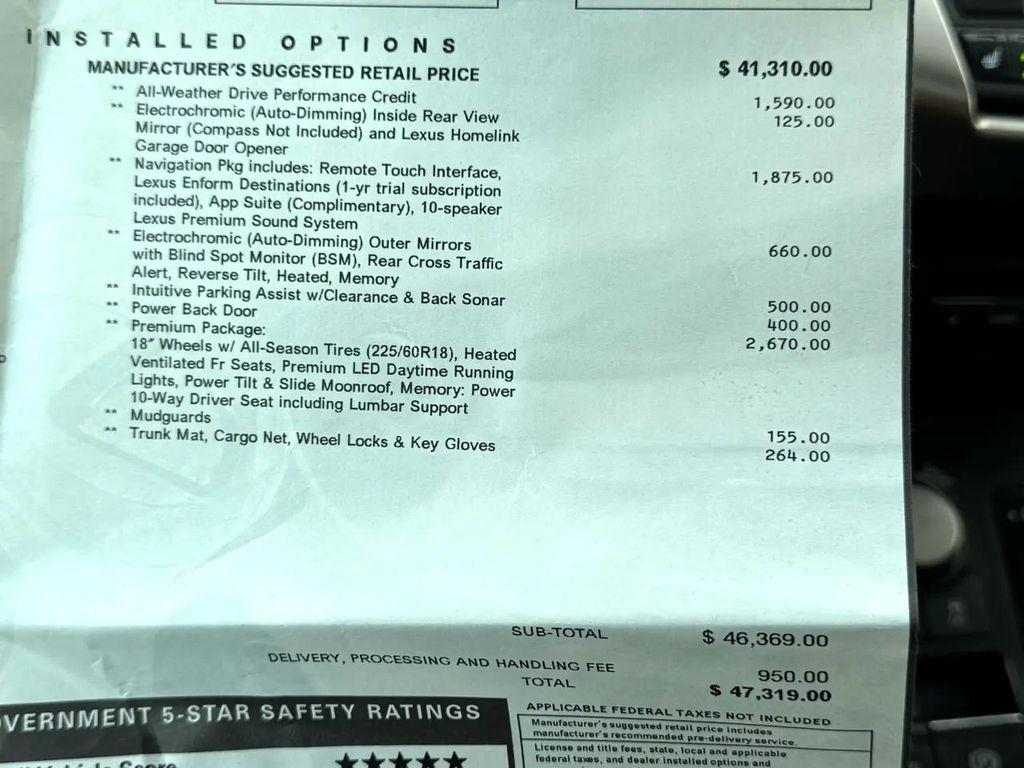 INSTALLED OPTIONS
MANUFACTURER'S SUGGESTED RETAIL PRICE $ 41,310.00
** All-Weather Drive Performance Credit 1,590.00
** Electrochromic (Auto-Dimming) Inside Rear View 125.00
Mirror (Compass Not Included) and Lexus Homelink
Garage Door Opener
** Navigation Pkg includes: Remote Touch Interface, 1,875.00
Lexus Enform Destinations (1-yr trial subscription
included), App Suite (Complimentary), 10-speaker
Lexus Premium Sound System
** Electrochromic (Auto-Dimming) Outer Mirrors 660.00
with Blind Spot Monitor (BSM), Rear Cross Traffic
Alert, Reverse Tilt, Heated, Memory
** Intuitive Parking Assist w/Clearance & Back Sonar 500.00
** Power Back Door 400.00
** Premium Package: 2,670.00
18" Wheels w/ All-Season Tires (225/60R18), Heated
Ventilated Fr Seats, Premium LED Daytime Running
Lights, Power Tilt & Slide Moonroof, Memory: Power
10-Way Driver Seat including Lumbar Support
** Mudguards 155.00
** Trunk Mat, Cargo Net, Wheel Locks & Key Gloves 264.00
SUB-TOTAL $ 46,369.00
DELIVERY, PROCESSING AND HANDLING FEE 950.00
TOTAL $ 47,319.00
APPLICABLE FEDERAL TAXES NOT INCLUDED
Manufacturer's suggested retail price includes
manufacturer's recommended pre-delivery service.
License and title fees, state, local and applicable
federal taxes, and dealer installed options and
VERNMENT 5-STAR SAFETY RATINGS
★★★★★